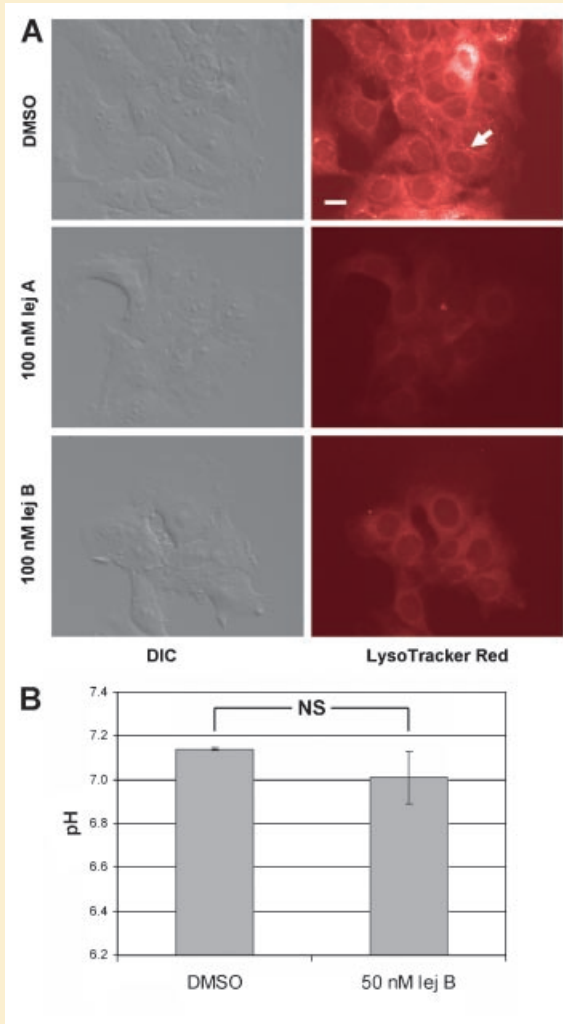 A
DMSO
100 nM lej A
100 nM lej B
DIC
LysoTracker Red
B
7.4
7.2
7.0
6.8
6.6
6.4
6.2
pH
NS
DMSO
50 nM lej B